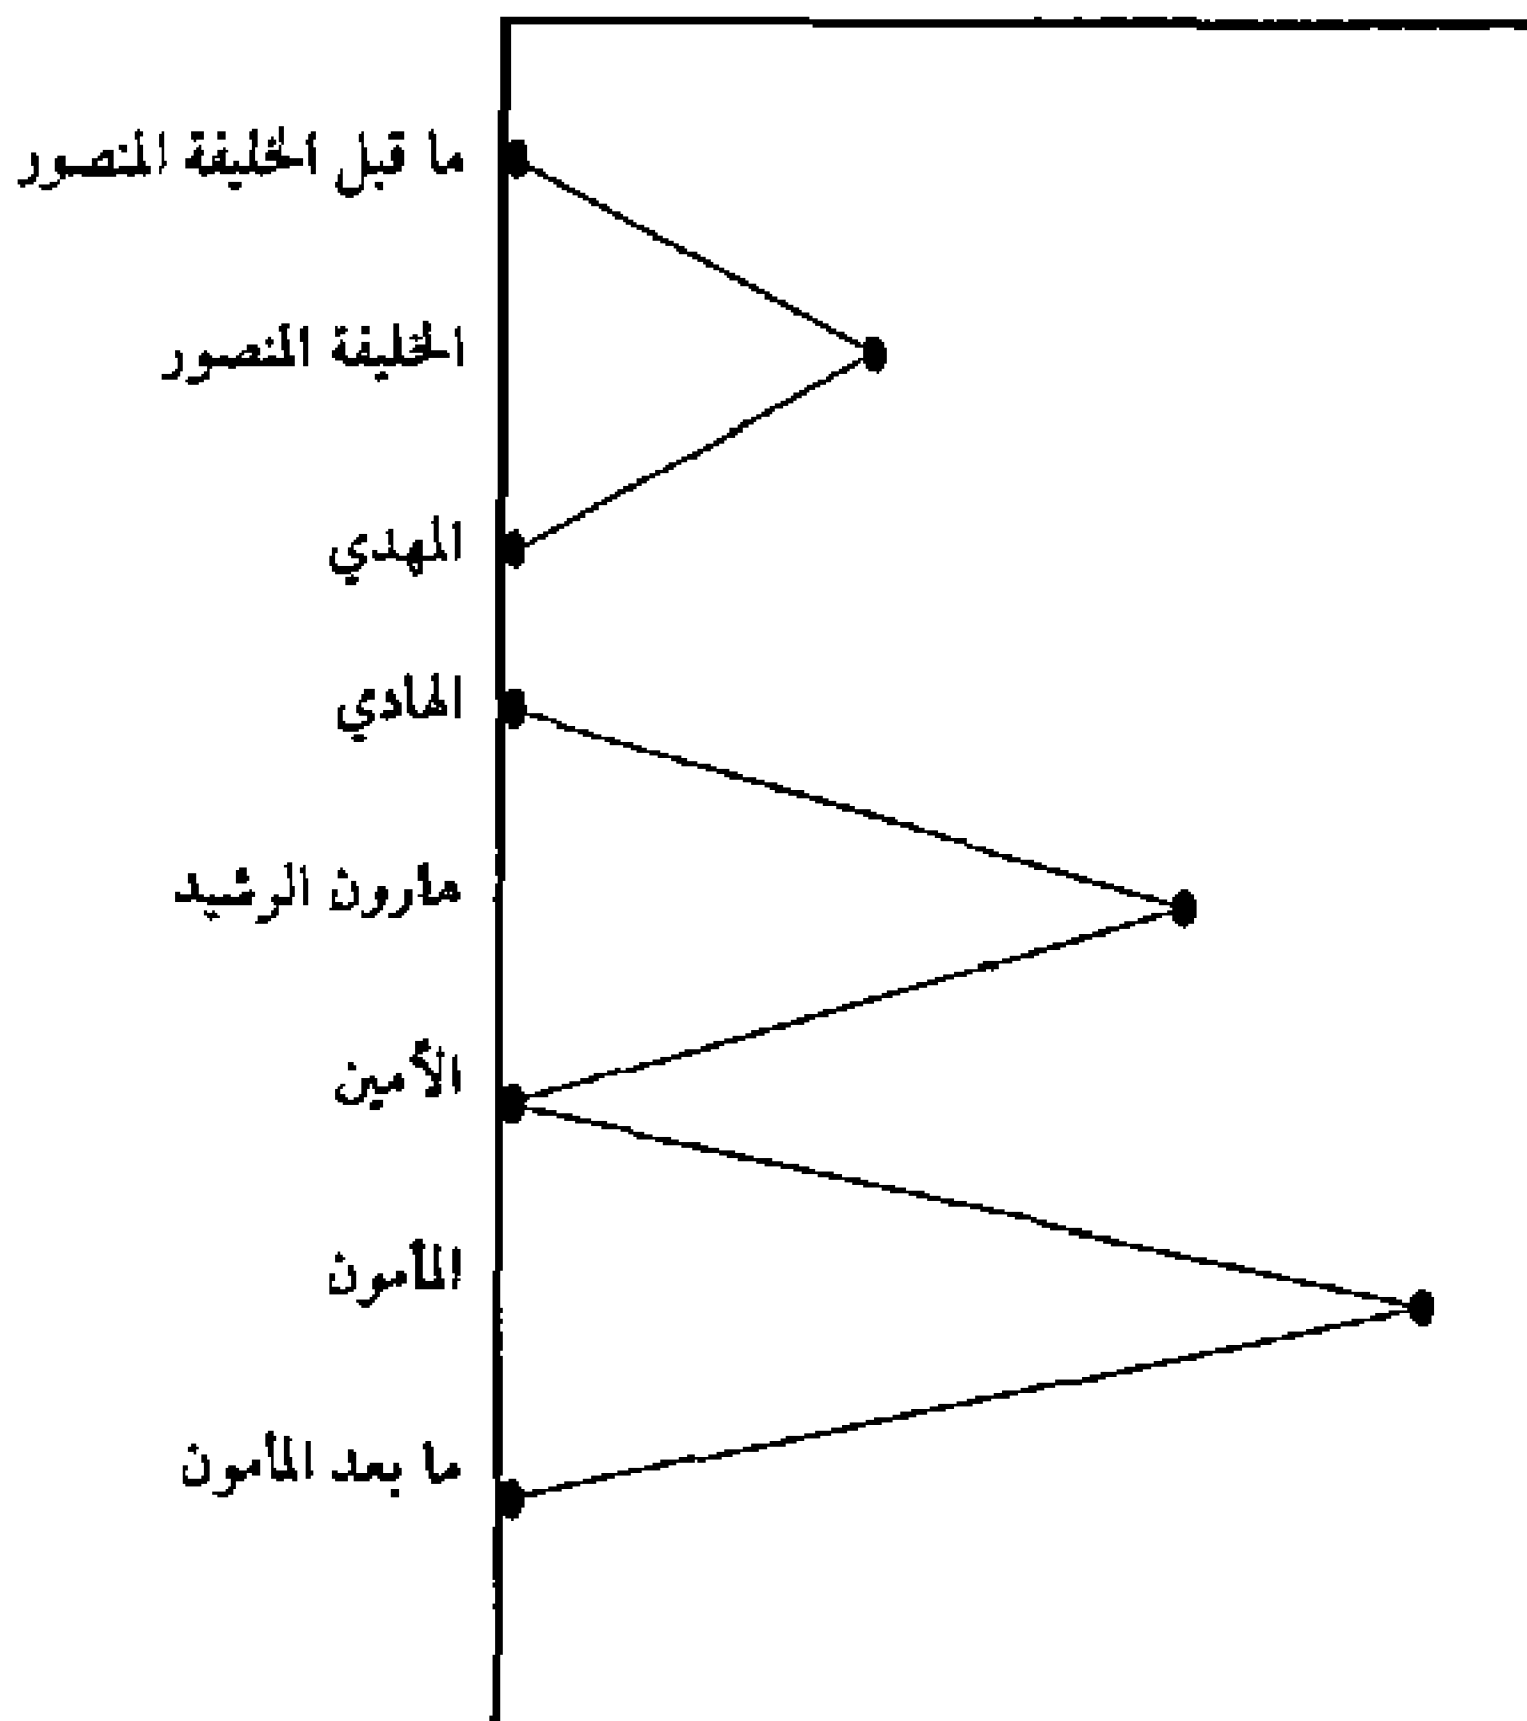 ما قبل الخليفة المنصور
الخليفة المنصور
المهدي
الهادي
هارون الرشيد
الأمين
المأمون
ما بعد المأمون